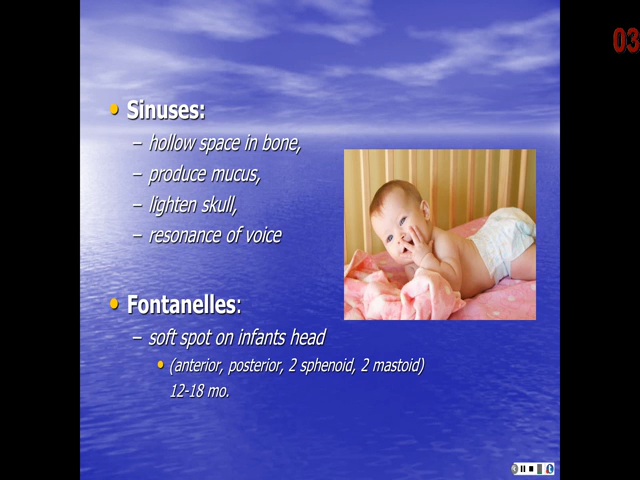 03
• Sinuses:
– hollow space in bone,
– produce mucus,
– lighten skull,
– resonance of voice
• Fontanelles:
– soft spot on infants head
• (anterior, posterior, 2 sphenoid, 2 mastoid)
12-18 mo.